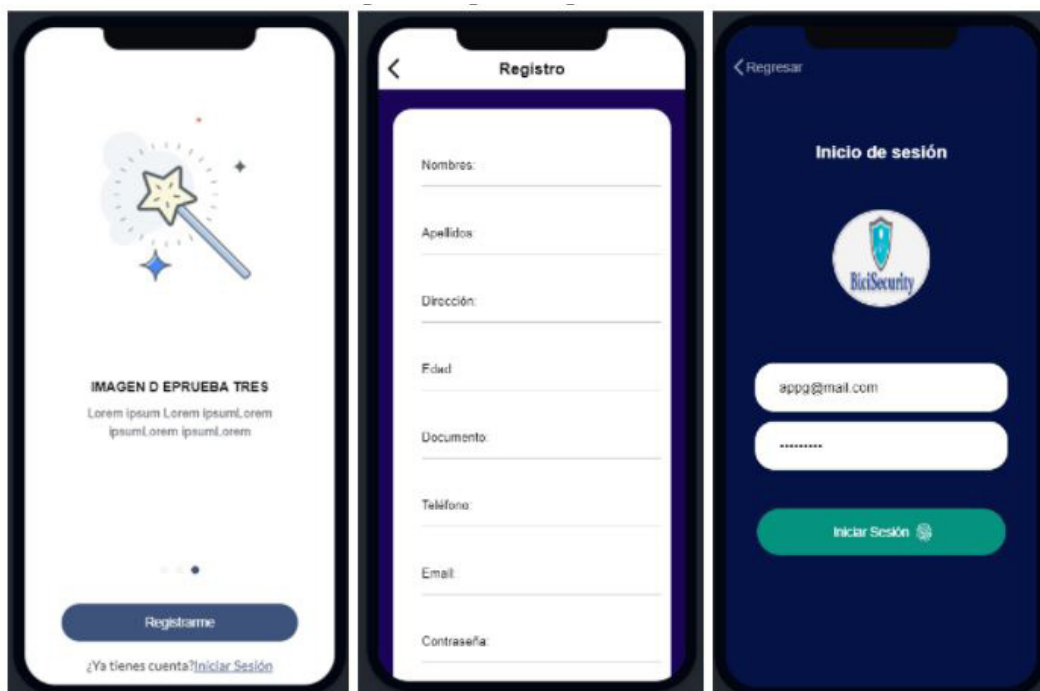 IMAGEN D EPRUEBA TRES
Lorem ipsum Lorem ipsumLorem
ipsumLorem ipsumLorem
Registrarme
¿Ya tienes cuenta?Iniciar Sesión
Registro
Nombres:
Apellidos:
Dirección:
Edad:
Documento:
Teléfono:
Email:
Contraseña:
Regresar
Inicio de sesión
BiciSecurity
appg@mail.com
Iniciar Sesión